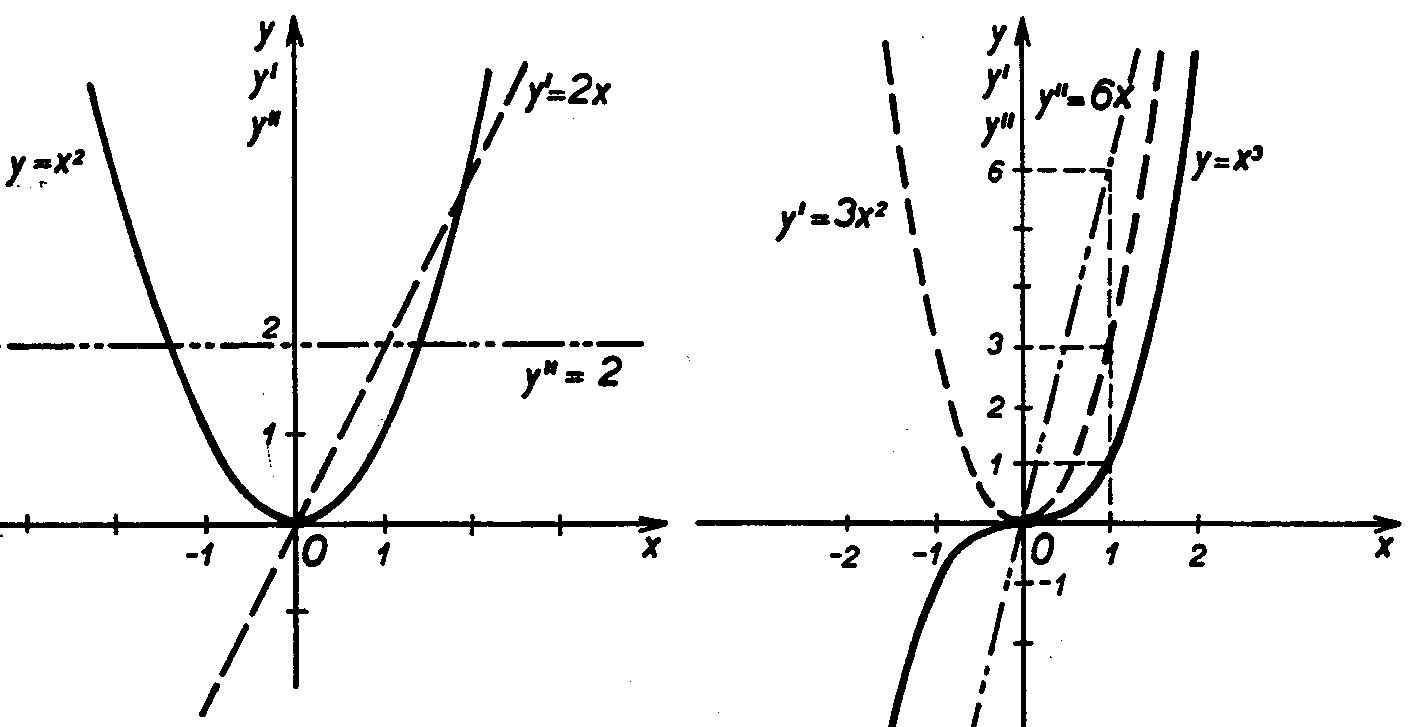 y
y'
y"
y'=2x
y=x²
2
y"= 2
1
-1
O
1
x
y
y'
y"
y"=6x
6
y=x³
y'=3x²
3
2
1
-2
-1
O
1
2
x
-1